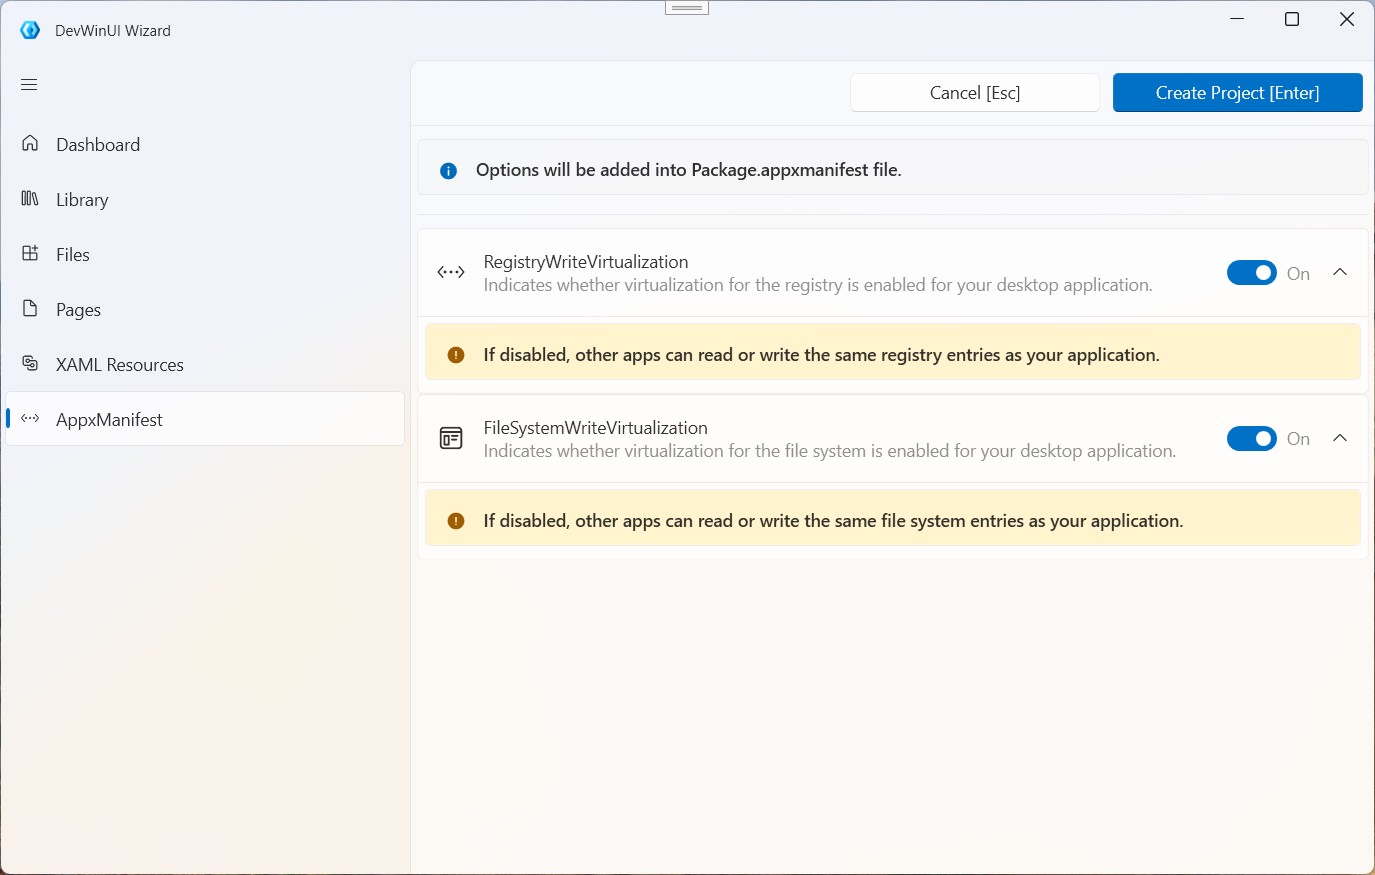 DevWinUI Wizard
Cancel [Esc]
Create Project [Enter]
Dashboard
Library
Files
Pages
XAML Resources
AppxManifest
Options will be added into Package.appxmanifest file.
RegistryWriteVirtualization
Indicates whether virtualization for the registry is enabled for your desktop application.
On
If disabled, other apps can read or write the same registry entries as your application.
FileSystemWriteVirtualization
Indicates whether virtualization for the file system is enabled for your desktop application.
On
If disabled, other apps can read or write the same file system entries as your application.